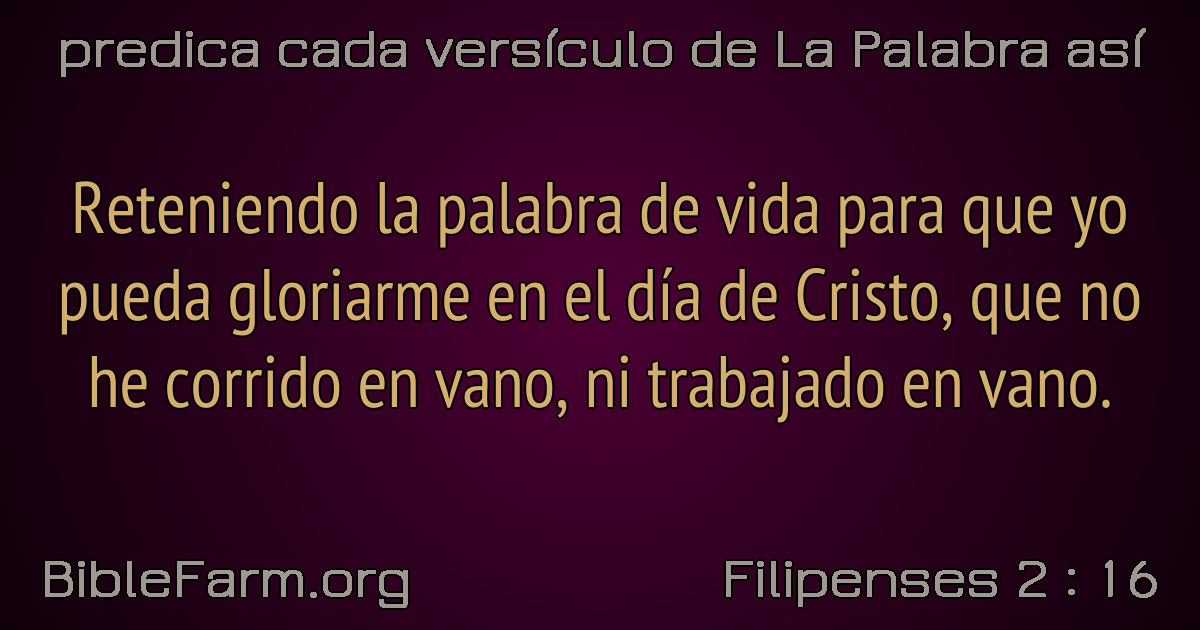 predica cada versículo de La Palabra así
Reteniendo la palabra de vida para que yo
pueda gloriarme en el día de Cristo, que no
he corrido en vano, ni trabajado en vano.
BibleFarm.org
Filipenses 2 : 16